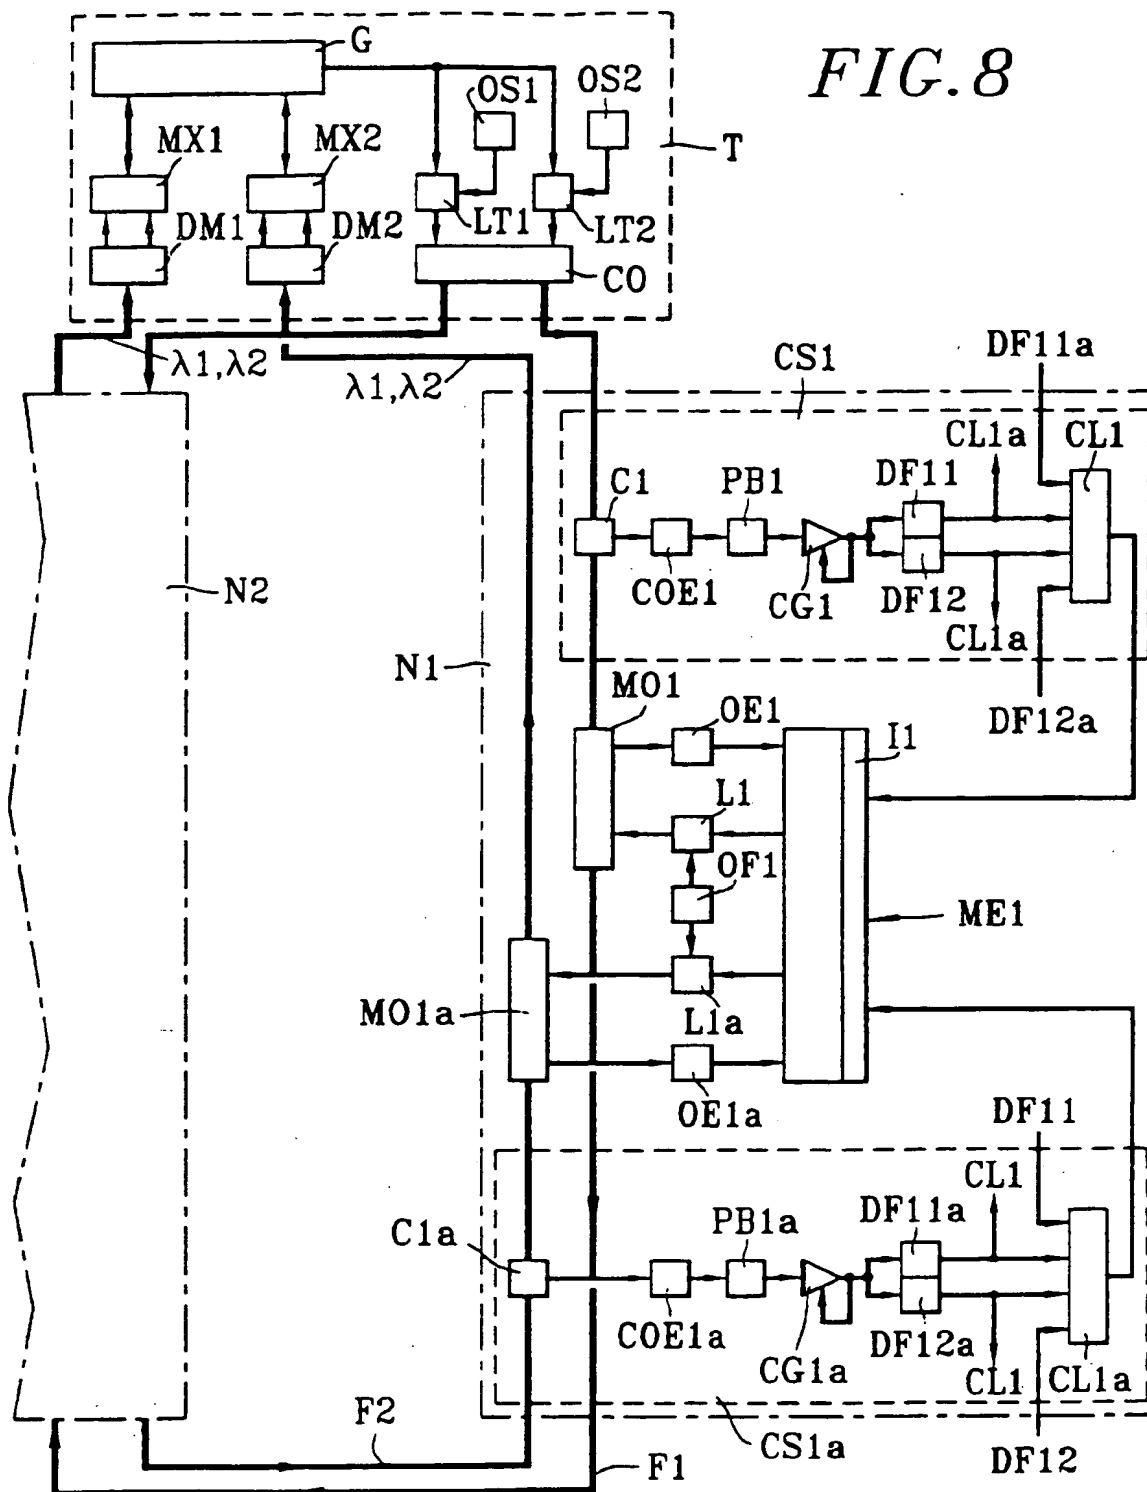 FIG.8
G
OS1
OS2
MX1
MX2
T
DM1
DM2
LT1
LT2
CO
λ1,λ2
λ1,λ2
CS1
DF11a
CL1a
CL1
C1
PB1
DF11
N2
COE1
CG1
DF12
CL1a
N1
MO1
OE1
DF12a
I1
L1
OF1
ME1
MO1a
L1a
OE1a
DF11
CL1
C1a
PB1a
DF11a
COE1a
CG1a
DF12a
CL1
CL1a
F2
CS1a
F1
DF12